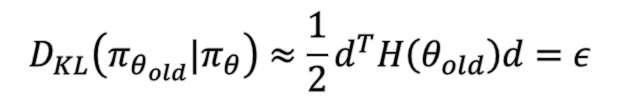 D_{KL}(π_{θ_{old}}|π_θ) ≈ \frac{1}{2} d^T H(θ_{old})d = ϵ